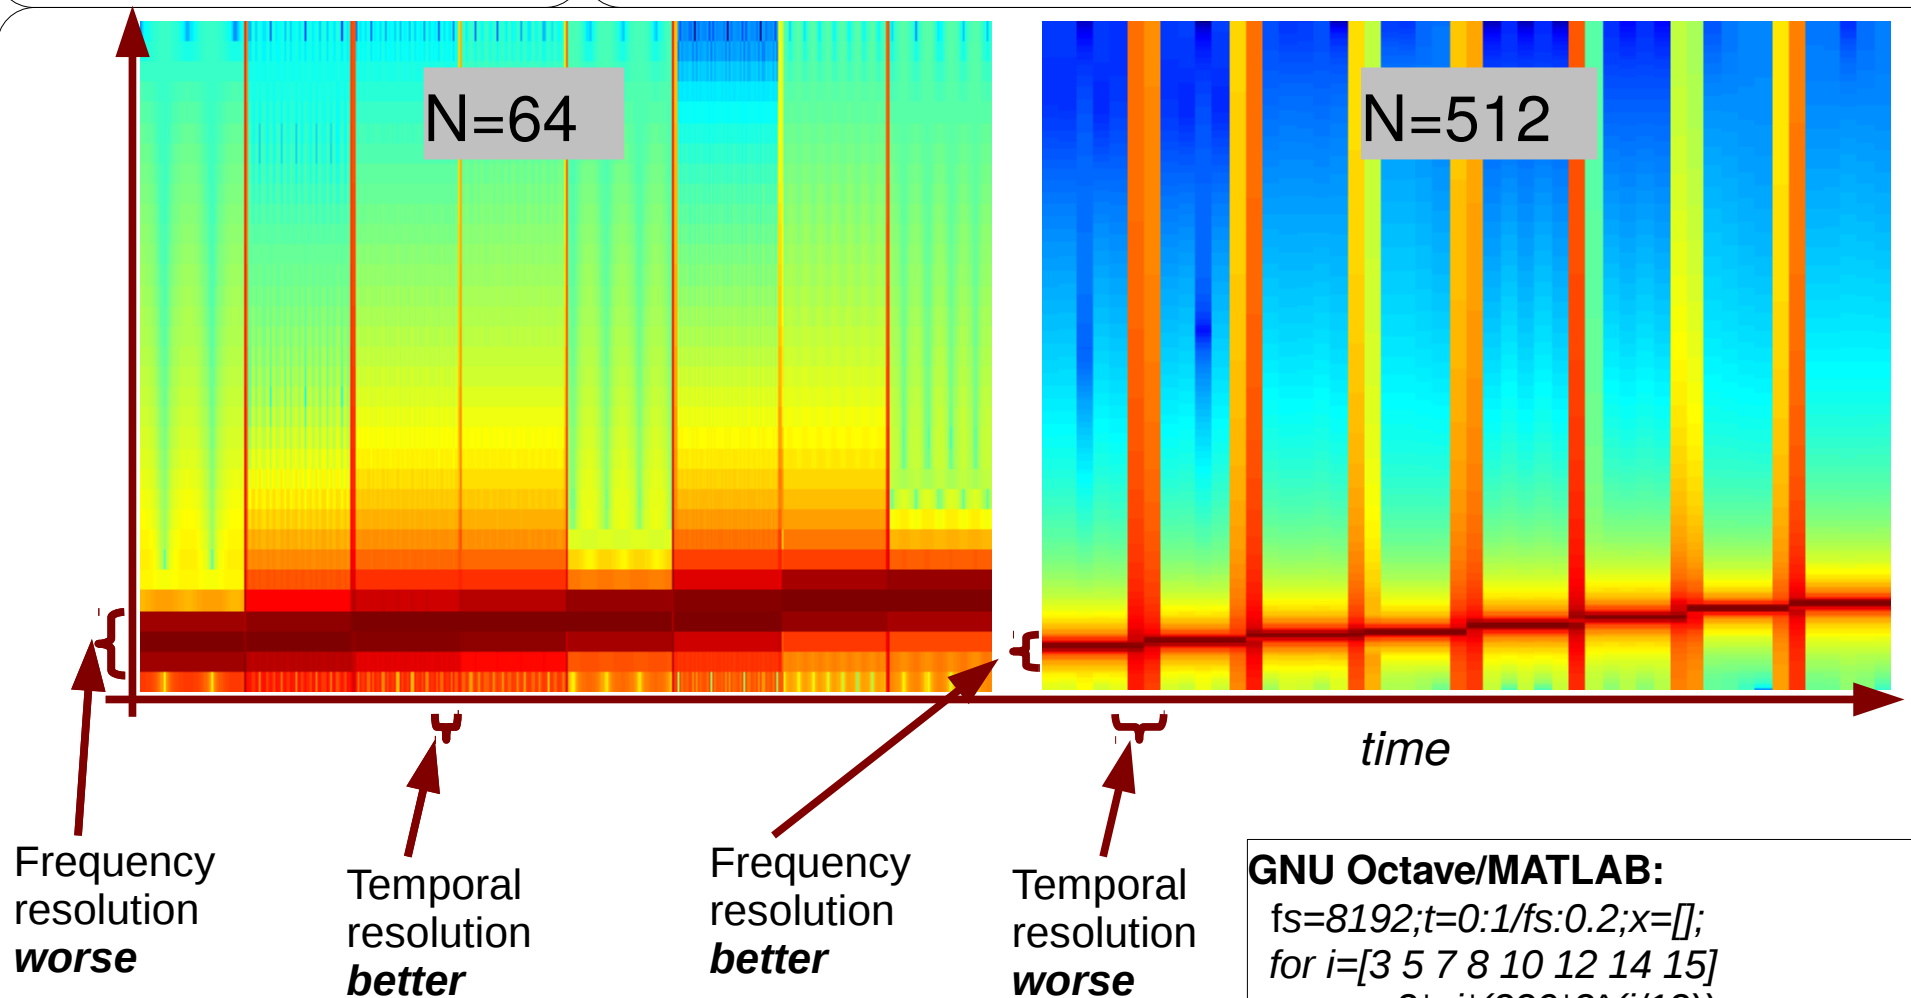 N=64
N=512
time
Frequency
resolution
worse
Temporal
resolution
better
Frequency
resolution
better
Temporal
resolution
worse
GNU Octave/MATLAB:
fs=8192;t=0:1/fs:0.2;x=[];
for i=[3 5 7 8 10 12 14 15]